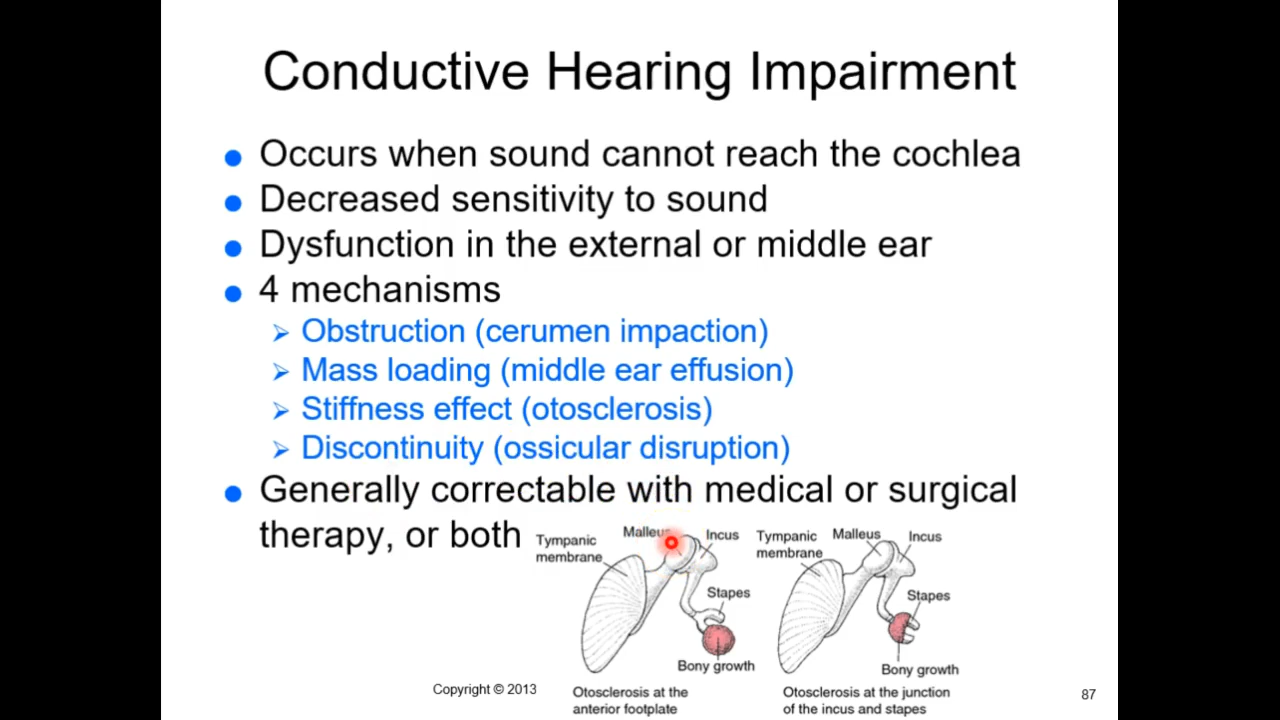 Conductive Hearing Impairment
Occurs when sound cannot reach the cochlea
Decreased sensitivity to sound
Dysfunction in the external or middle ear
4 mechanisms
Obstruction (cerumen impaction)
Mass loading (middle ear effusion)
Stiffness effect (otosclerosis)
Discontinuity (ossicular disruption)
Generally correctable with medical or surgical
therapy, or both
Tympanic
membrane
Malleus
Incus
Stapes
Bony growth
Otosclerosis at the
anterior footplate
Tympanic
membrane
Malleus
Incus
Stapes
Bony growth
Otosclerosis at the junction
of the incus and stapes
Copyright © 2013
87